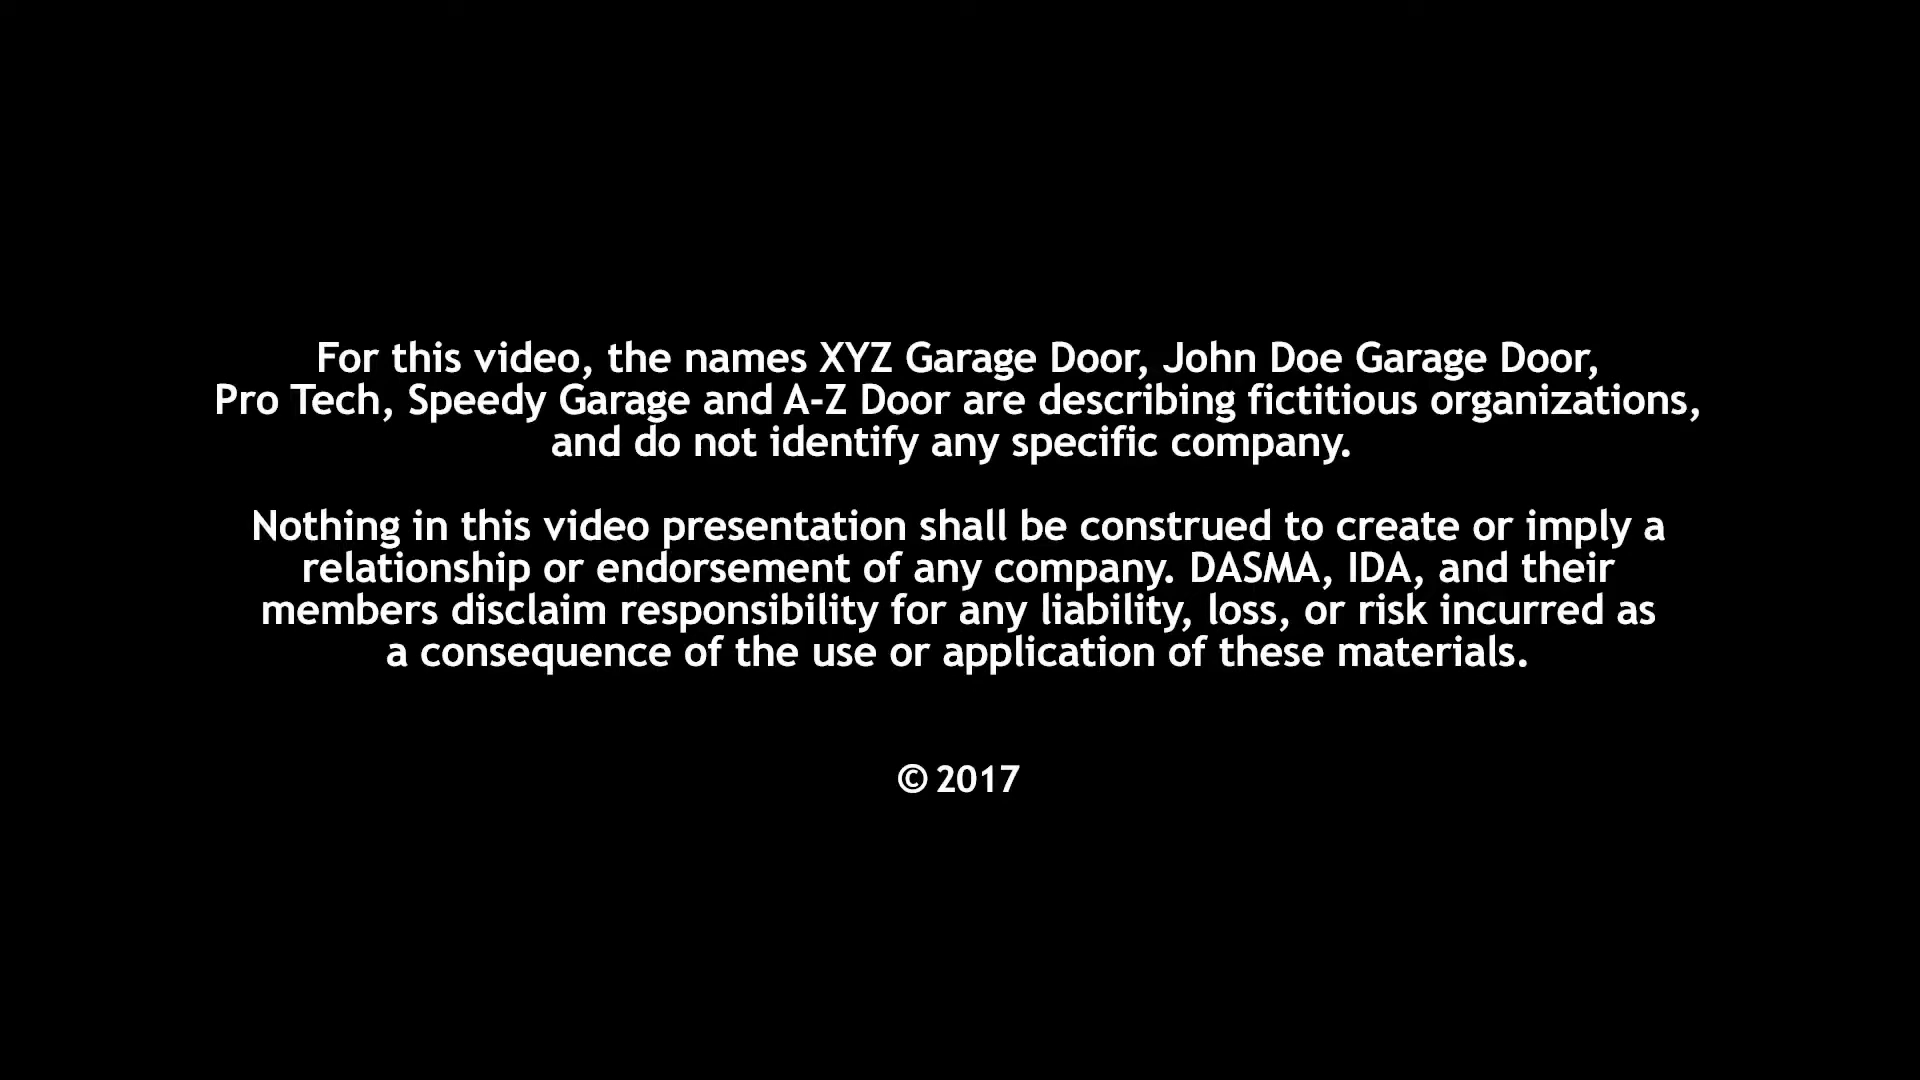 For this video, the names XYZ Garage Door, John Doe Garage Door,
Pro Tech, Speedy Garage and A-Z Door are describing fictitious organizations,
and do not identify any specific company.
Nothing in this video presentation shall be construed to create or imply a
relationship or endorsement of any company. DASMA, IDA, and their
members disclaim responsibility for any liability, loss, or risk incurred as
a consequence of the use or application of these materials.
© 2017